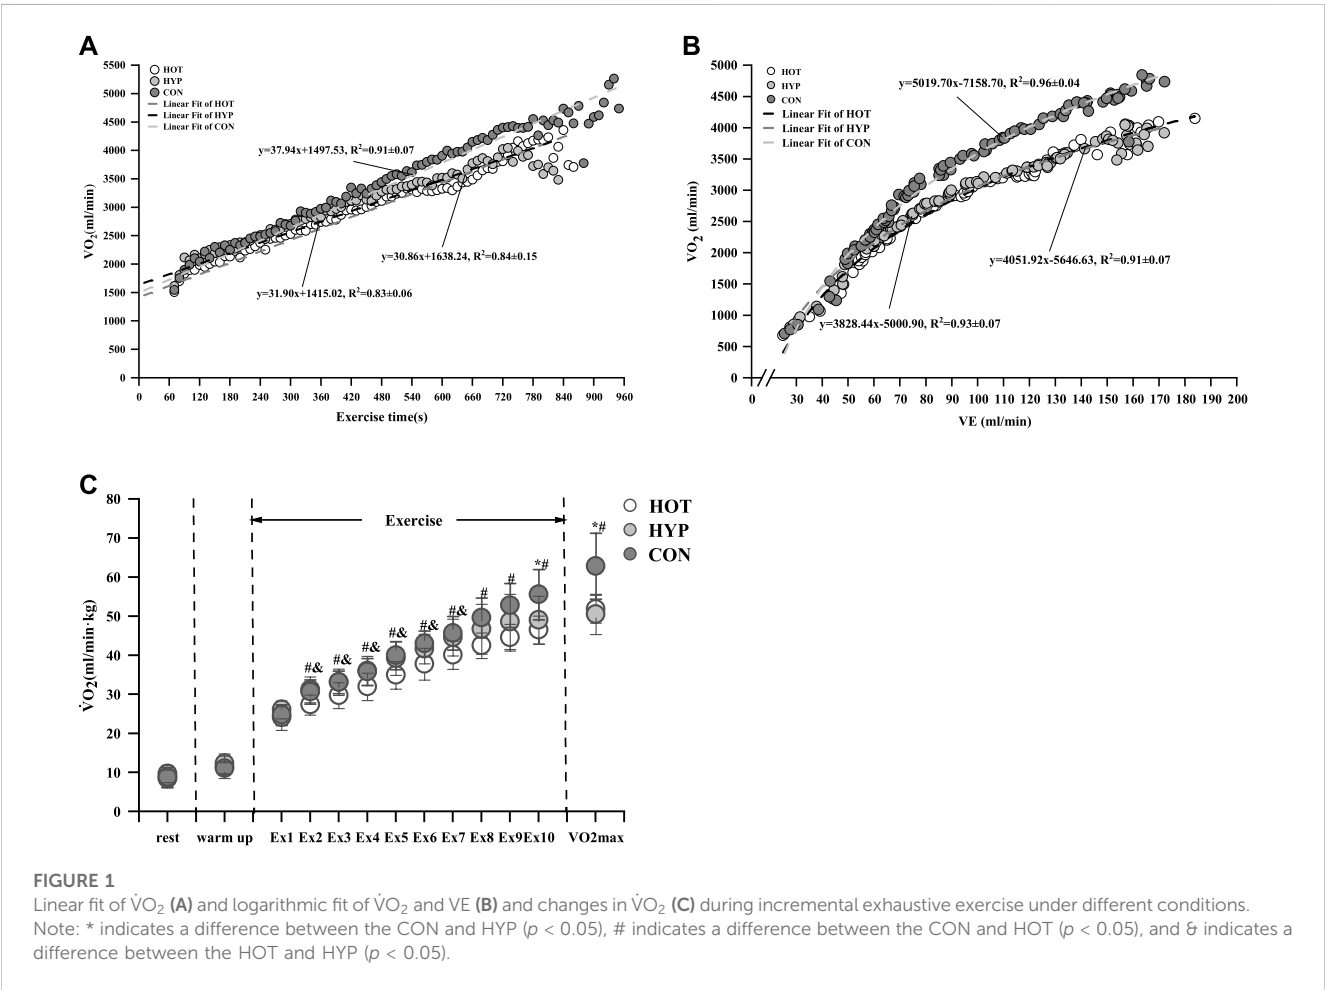 A
5500
5000
4500
4000
3500
3000
2500
2000
1500
1000
500
0
VO2(ml/min)
HOT
HYP
CON
Linear Fit of HOT
Linear Fit of HYP
Linear Fit of CON
y=37.94x+1497.53, R2=0.91±0.07
y=30.86x+1638.24, R2=0.84±0.15
y=31.90x+1415.02, R2=0.83±0.06
0 60 120 180 240 300 360 420 480 540 600 660 720 780 840 900 960
Exercise time(s)
B
5000
4500
4000
3500
3000
2500
2000
1500
1000
500
0
VO2 (ml/min)
HOT
HYP
CON
Linear Fit of HOT
Linear Fit of HYP
Linear Fit of CON
y=5019.70x-7158.70, R2=0.96±0.04
y=4051.92x-5646.63, R2=0.91±0.07
y=3828.44x-5000.90, R2=0.93±0.07
0 30 40 50 60 70 80 90 100 110 120 130 140 150 160 170 180 190 200
VE (ml/min)
C
80
70
60
50
40
30
20
10
0
V̇O2(ml/min·kg)
Exercise
HOT
HYP
CON
#& #& #& #& #& #& # # *# *#
rest warm up Ex1 Ex2 Ex3 Ex4 Ex5 Ex6 Ex7 Ex8 Ex9 Ex10 VO2max
FIGURE 1
Linear fit of V̇O2 (A) and logarithmic fit of V̇O2 and VE (B) and changes in V̇O2 (C) during incremental exhaustive exercise under different conditions.
Note: * indicates a difference between the CON and HYP (p < 0.05), # indicates a difference between the CON and HOT (p < 0.05), and & indicates a
difference between the HOT and HYP (p < 0.05).